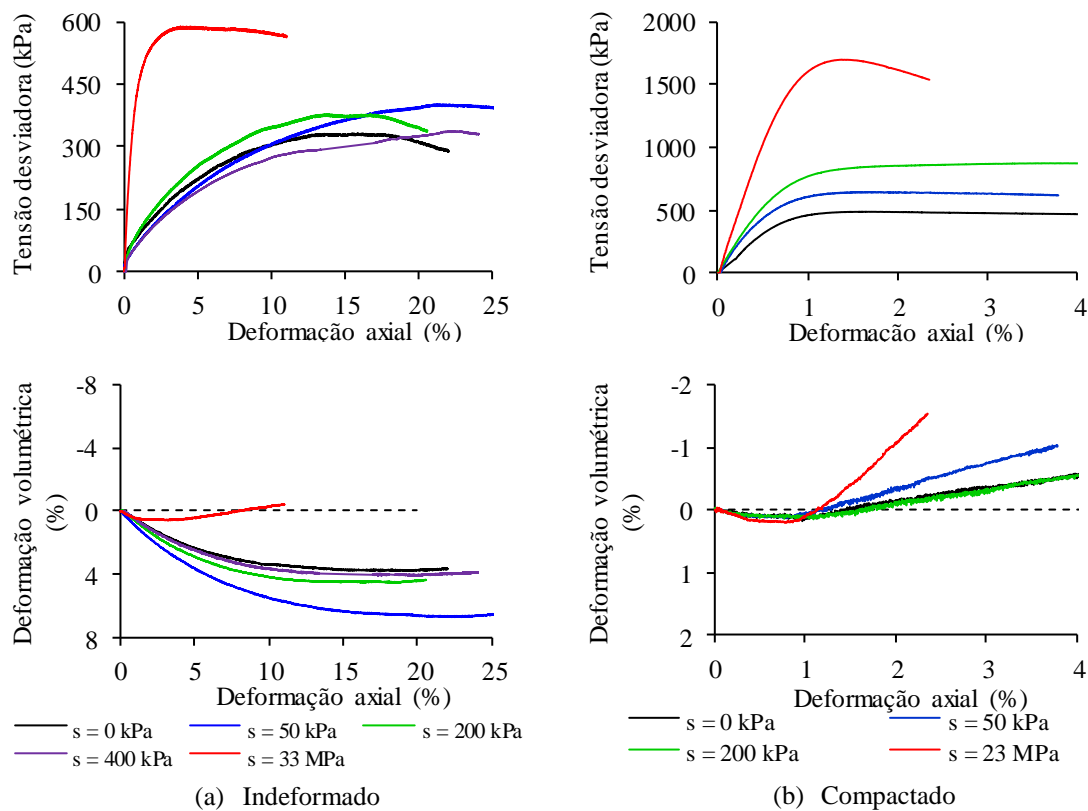 600
450
300
150
0
Tensão desviadora (kPa)
0 5 10 15 20 25
Deformação axial (%)
2000
1500
1000
500
0
Tensão desviadora (kPa)
0 1 2 3 4
Deformação axial (%)
-8
-4
0
4
8
Deformação volumétrica
(%)
0 5 10 15 20 25
Deformação axial (%)
s = 0 kPa s = 50 kPa s = 200 kPa
s = 400 kPa s = 33 MPa
(a) Indeformado
-2
-1
0
1
2
Deformação volumétrica
(%)
0 1 2 3 4
Deformação axial (%)
s = 0 kPa s = 50 kPa
s = 200 kPa s = 23 MPa
(b) Compactado